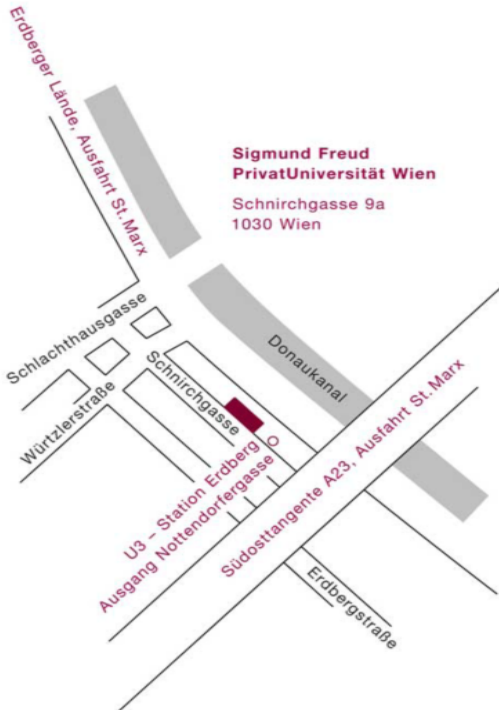 Erdberger Lände, Ausfahrt St. Marx
Sigmund Freud
PrivatUniversität Wien
Schnirchgasse 9a
1030 Wien
Schlachthausgasse
Donaukanal
Schnirchgasse
Würtzlerstraße
U3 – Station Erdberg
Ausgang Nottendorfergasse
Südosttangente A23, Ausfahrt St. Marx
Erdbergstraße